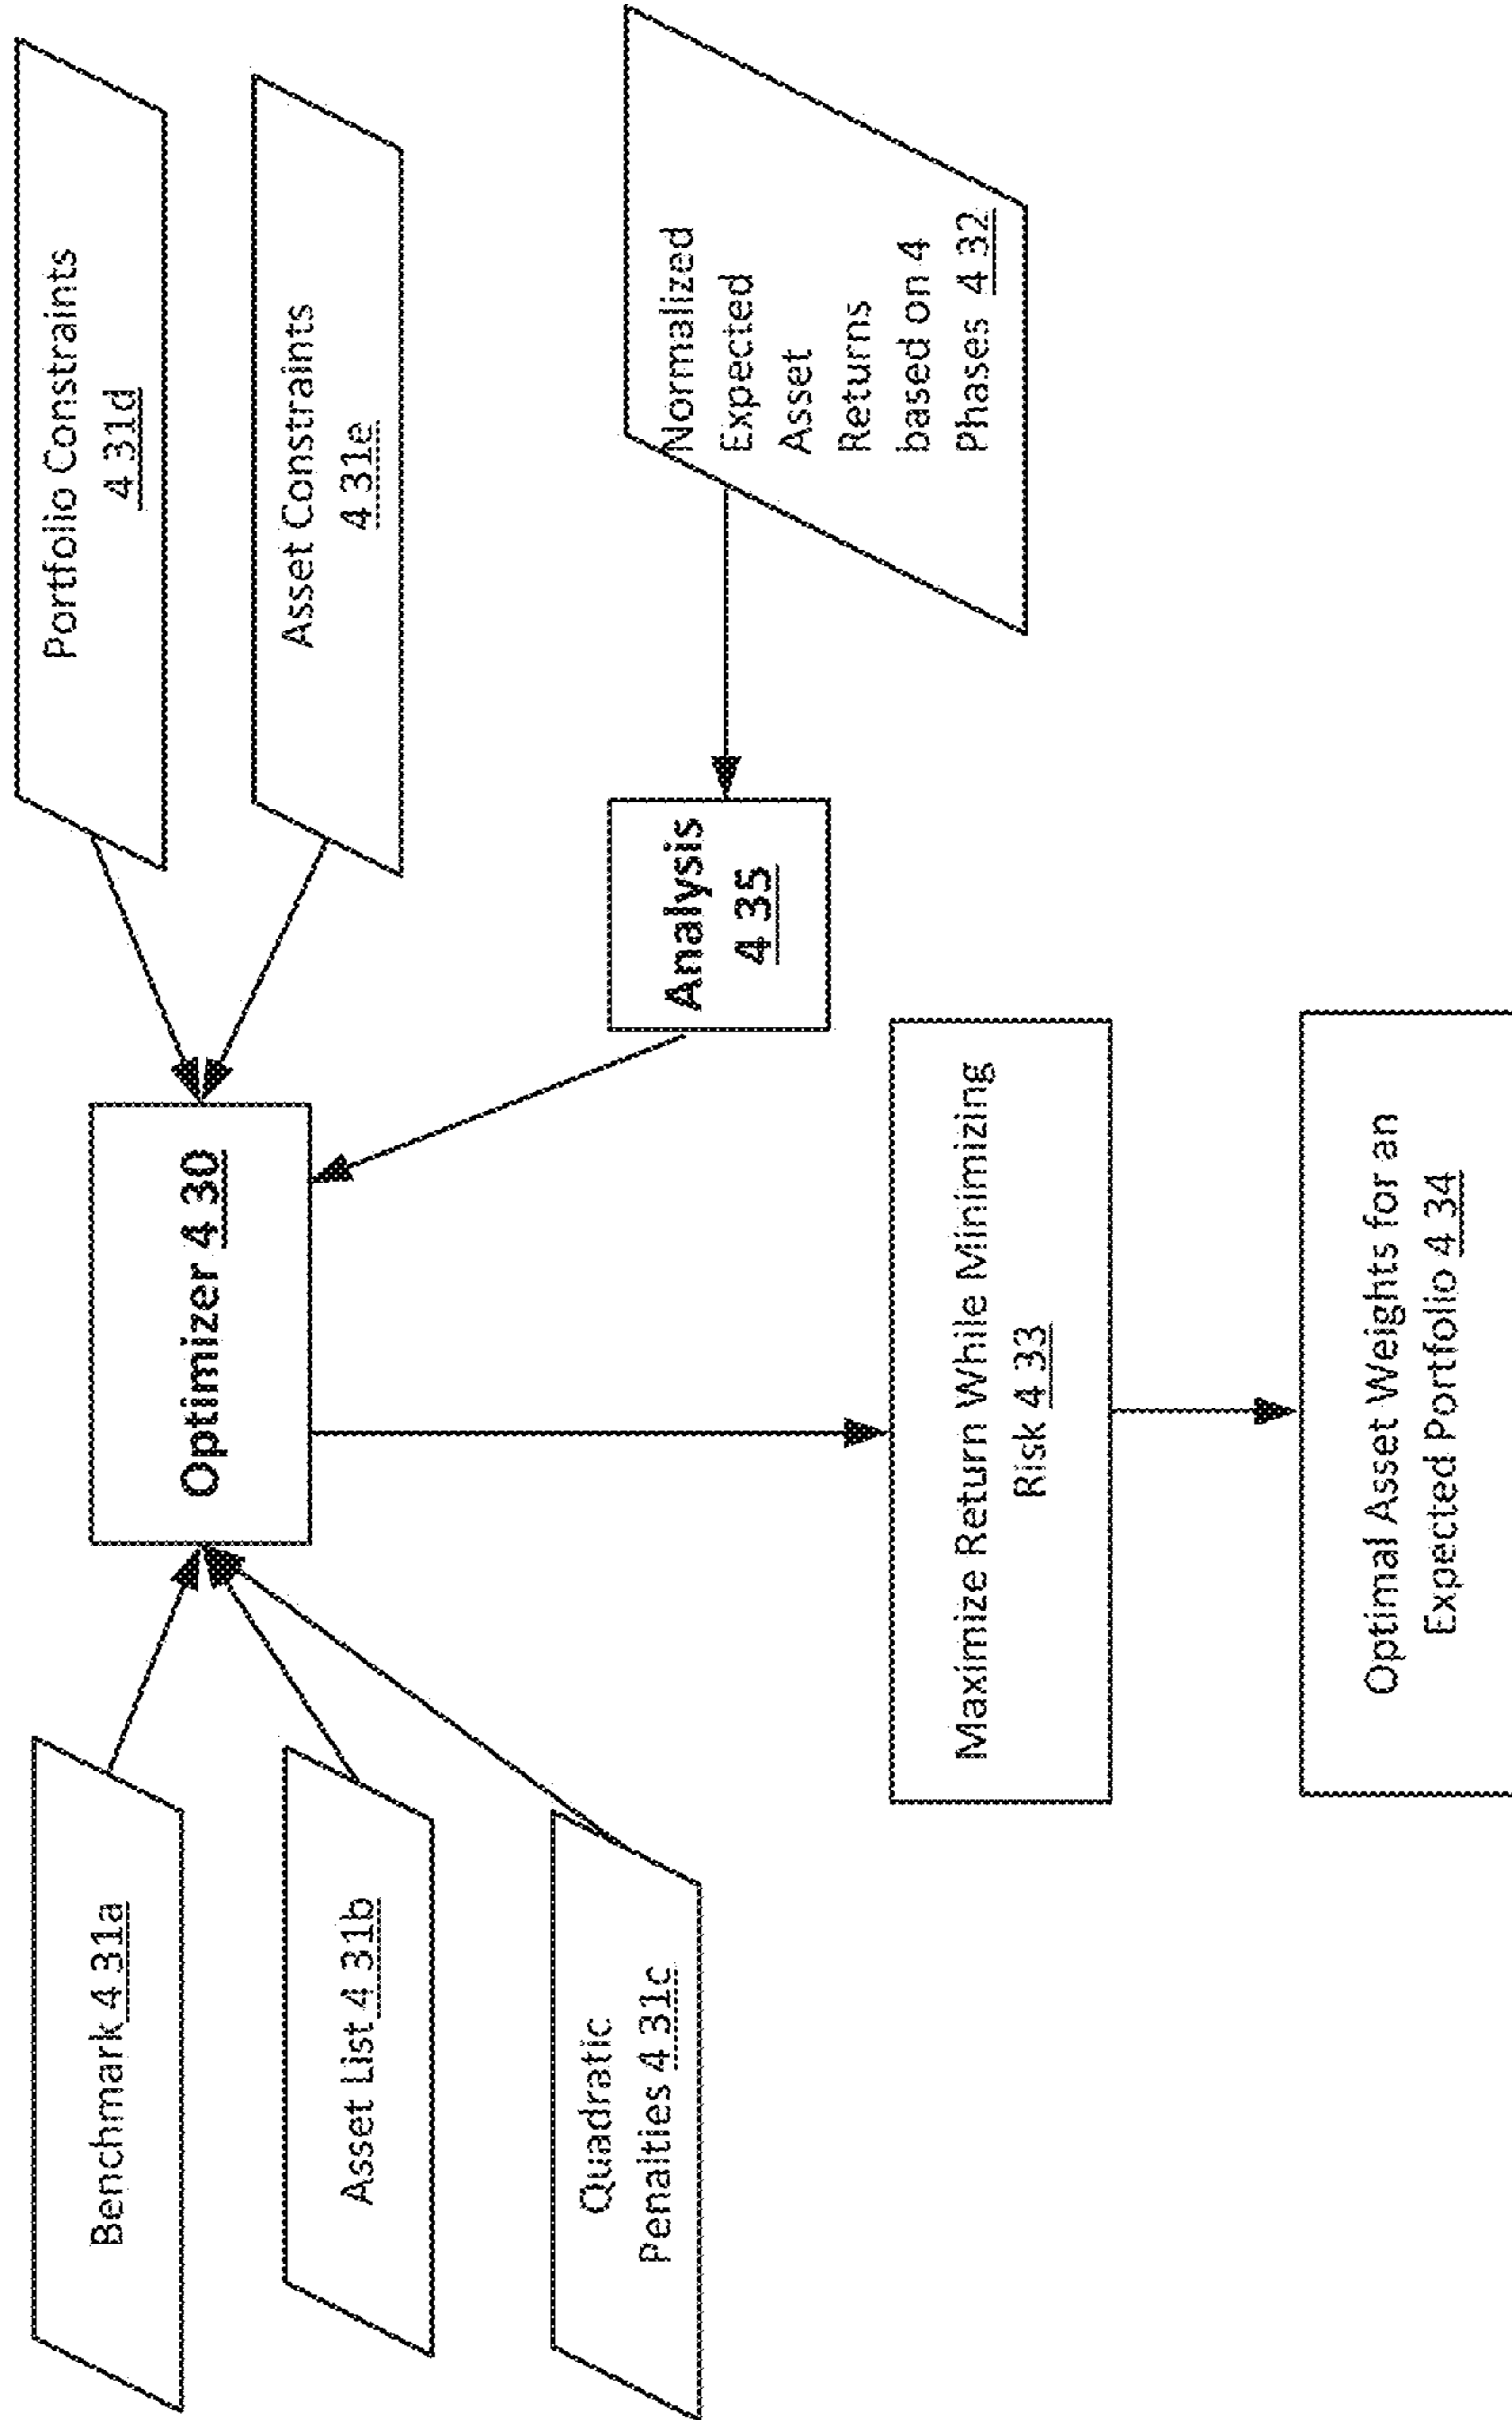 Benchmark 4 31a
Asset List 4 31b
Quadratic
Penalties 4 31c
Optimizer 4 30
Portfolio Constraints
4 31d
Asset Constraints
4 31e
Normalized
Expected
Asset
Returns
based on 4
Phases 4 32
Analysis
4 35
Maximize Return While Minimizing
Risk 4 33
Optimal Asset Weights for an
Expected Portfolio 4 34